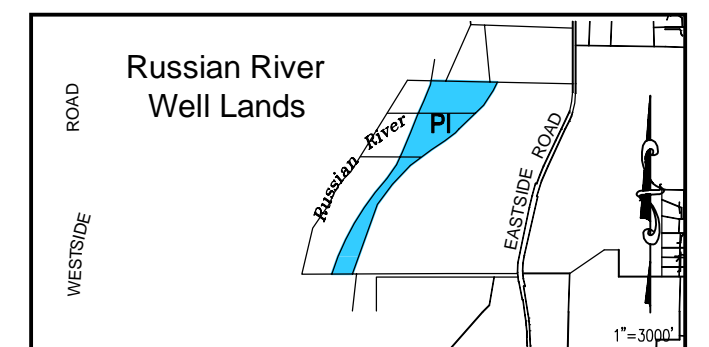 Russian River
Well Lands
ROAD
WESTSIDE
Russian River
PI
EASTSIDE ROAD
1"=3000'